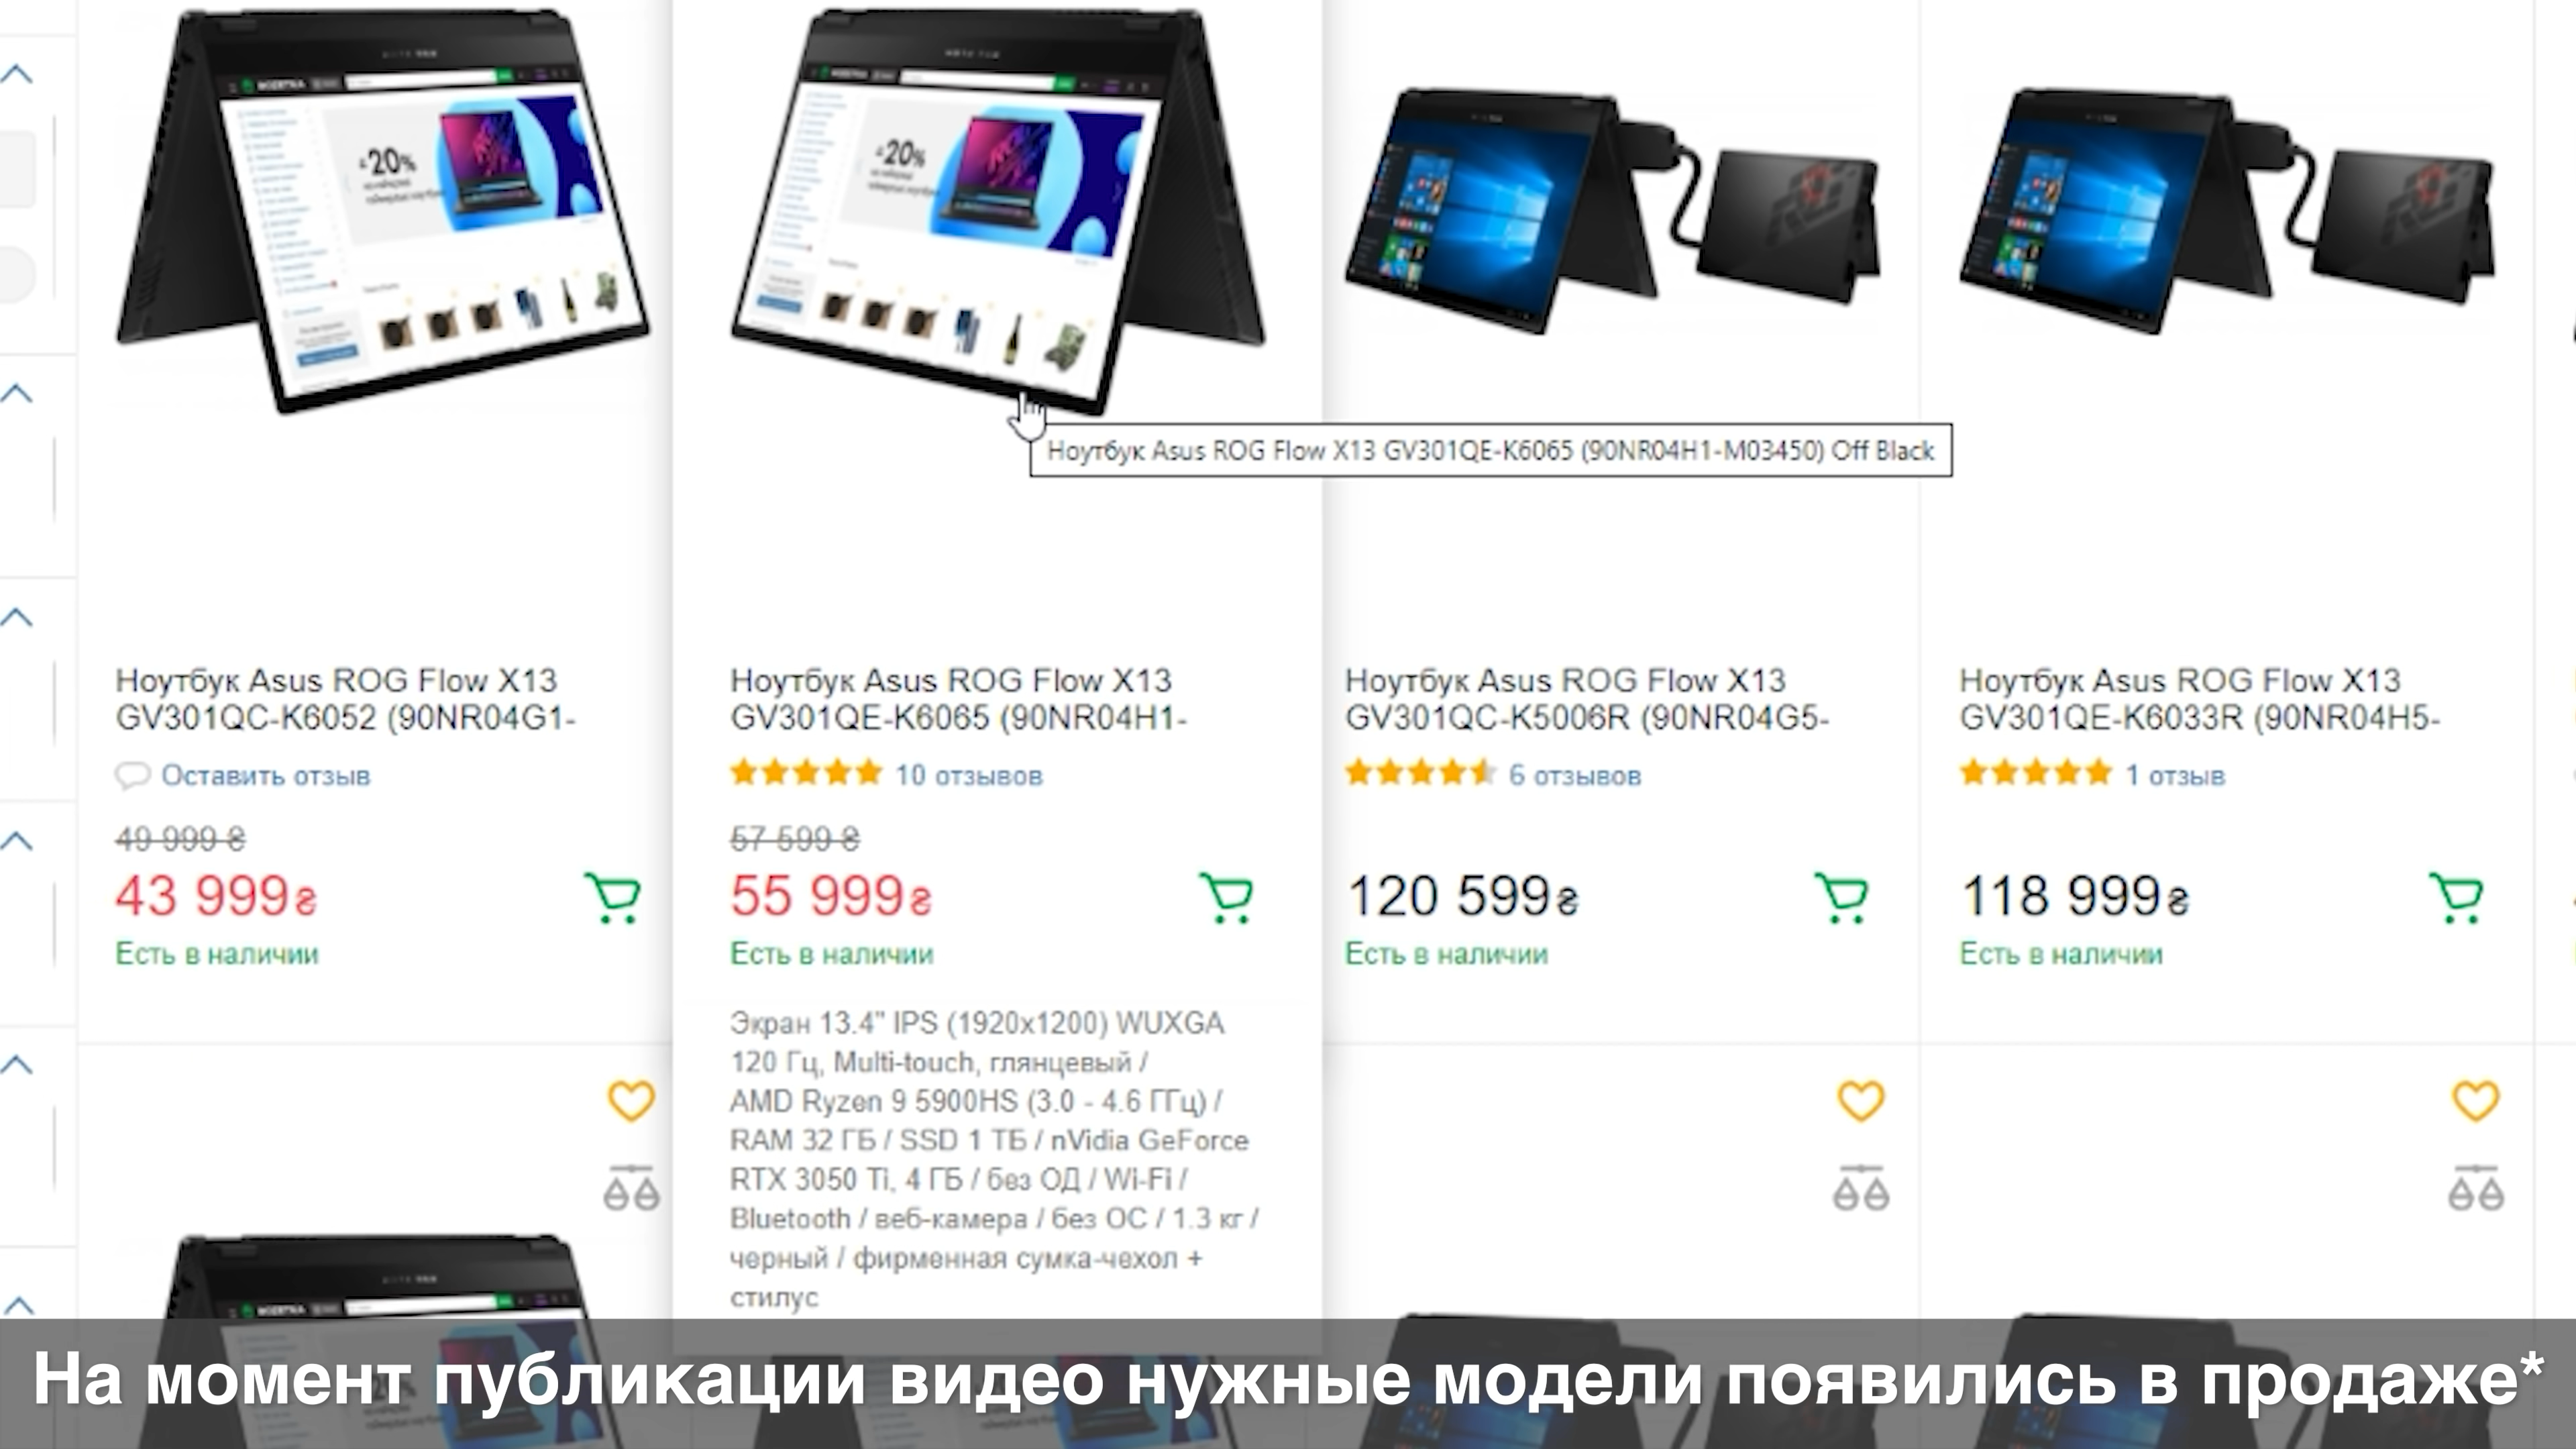 -20%
-20%
Ноутбук Asus ROG Flow X13 GV301QE-K6065 (90NR04H1-M03450) Off Black
Ноутбук Asus ROG Flow X13
GV301QC-K6052 (90NR04G1-
Оставить отзыв
49 999 ₴
43 999 ₴
Есть в наличии
Ноутбук Asus ROG Flow X13
GV301QE-K6065 (90NR04H1-
10 отзывов
57 599 ₴
55 999 ₴
Есть в наличии
Экран 13.4" IPS (1920x1200) WUXGA
120 Гц, Multi-touch, глянцевый /
AMD Ryzen 9 5900HS (3.0 - 4.6 ГГц) /
RAM 32 ГБ / SSD 1 ТБ / nVidia GeForce
RTX 3050 Ti, 4 ГБ / без ОД / Wi-Fi /
Bluetooth / веб-камера / без ОС / 1.3 кг /
черный / фирменная сумка-чехол +
стилус
Ноутбук Asus ROG Flow X13
GV301QC-K5006R (90NR04G5-
6 отзывов
120 599 ₴
Есть в наличии
Ноутбук Asus ROG Flow X13
GV301QE-K6033R (90NR04H5-
1 отзыв
118 999 ₴
Есть в наличии
На момент публикации видео нужные модели появились в продаже*